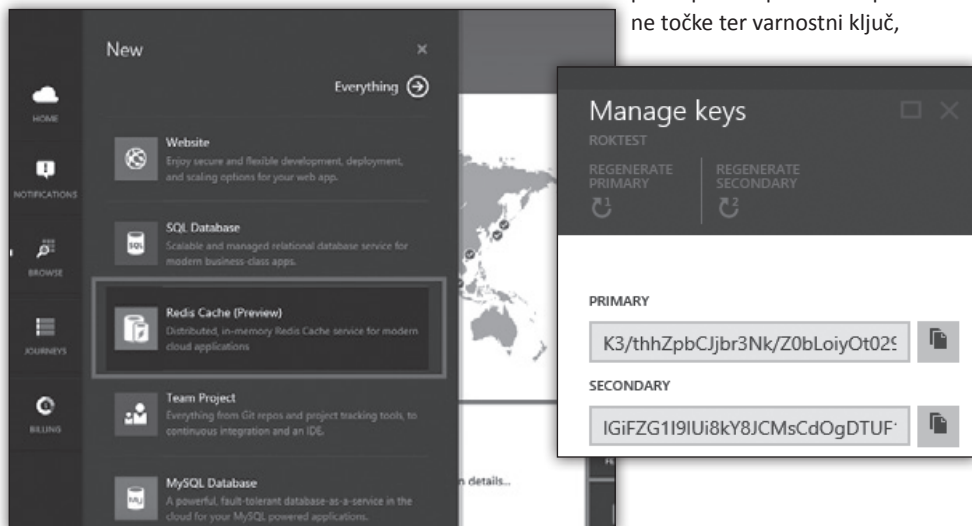 ne točke ter varnostni ključ,
New
Everything
HOME
NOTIFICATIONS
BROWSE
JOURNEYS
BILLING
Website
Enjoy secure and flexible development, deployment,
and scaling options for your web app.
SQL Database
Scalable and managed relational database service for
modern business-class apps.
Redis Cache (Preview)
Distributed, in-memory Redis Cache service for modern
cloud applications
Team Project
Everything from Git repos and project tracking tools, to
continuous integration and an IDE.
MySQL Database
A powerful, fault-tolerant database-as-a-service in the
cloud for your MySQL powered applications.
n details...
Manage keys
ROKTEST
REGENERATE
PRIMARY
1
REGENERATE
SECONDARY
2
PRIMARY
K3/thhZpbCJjbr3Nk/Z0bLoiyOt029
SECONDARY
IGiFZG1I9IUi8kY8JCMsCdOgDTUF